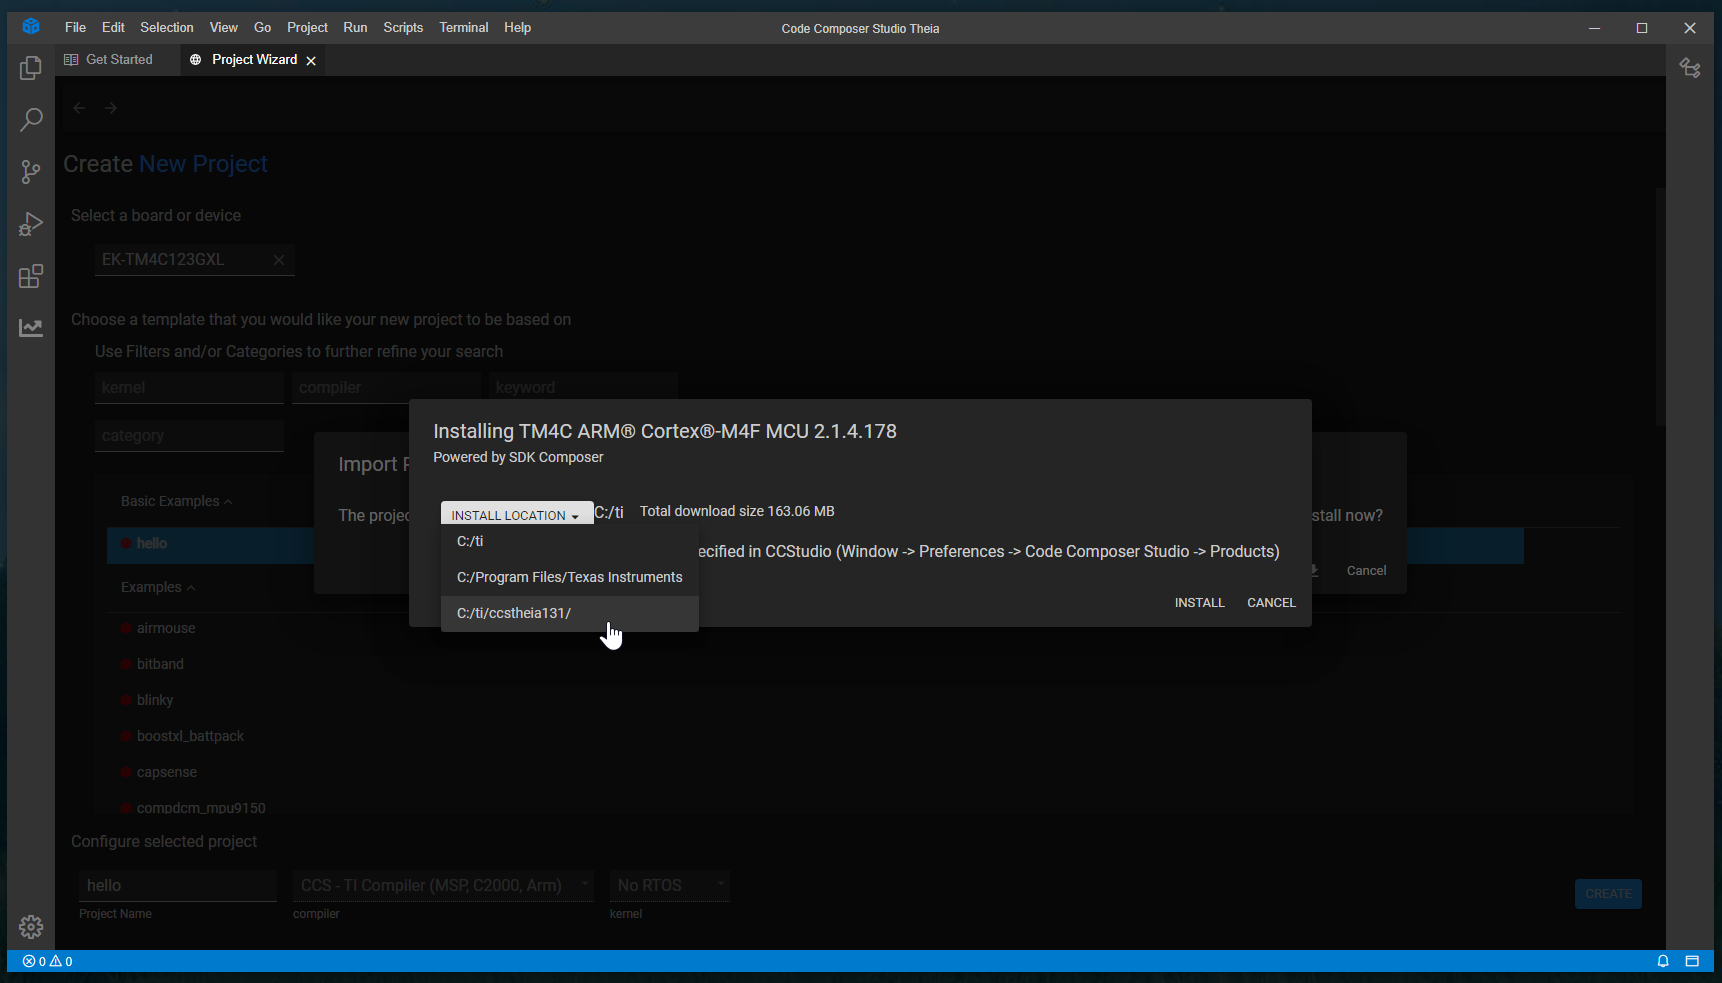 File Edit Selection View Go Project Run Scripts Terminal Help
Code Composer Studio Theia
Get Started
Project Wizard
Create New Project
Select a board or device
EK-TM4C123GXL
Choose a template that you would like your new project to be based on
Use Filters and/or Categories to further refine your search
kernel
compiler
keyword
category
Installing TM4C ARM® Cortex®-M4F MCU 2.1.4.178
Powered by SDK Composer
INSTALL LOCATION
C:/ti
Total download size 163.06 MB
C:/ti
C:/Program Files/Texas Instruments
C:/ti/ccstheia131/
ecified in CCStudio (Window -> Preferences -> Code Composer Studio -> Products)
INSTALL
CANCEL
Import
The projec
stall now?
Cancel
Basic Examples
hello
Examples
airmouse
bitband
blinky
boostxl_battpack
capsense
compdcm_mpu9150
Configure selected project
hello
CCS - TI Compiler (MSP, C2000, Arm)
No RTOS
CREATE
Project Name
compiler
kernel
0 0